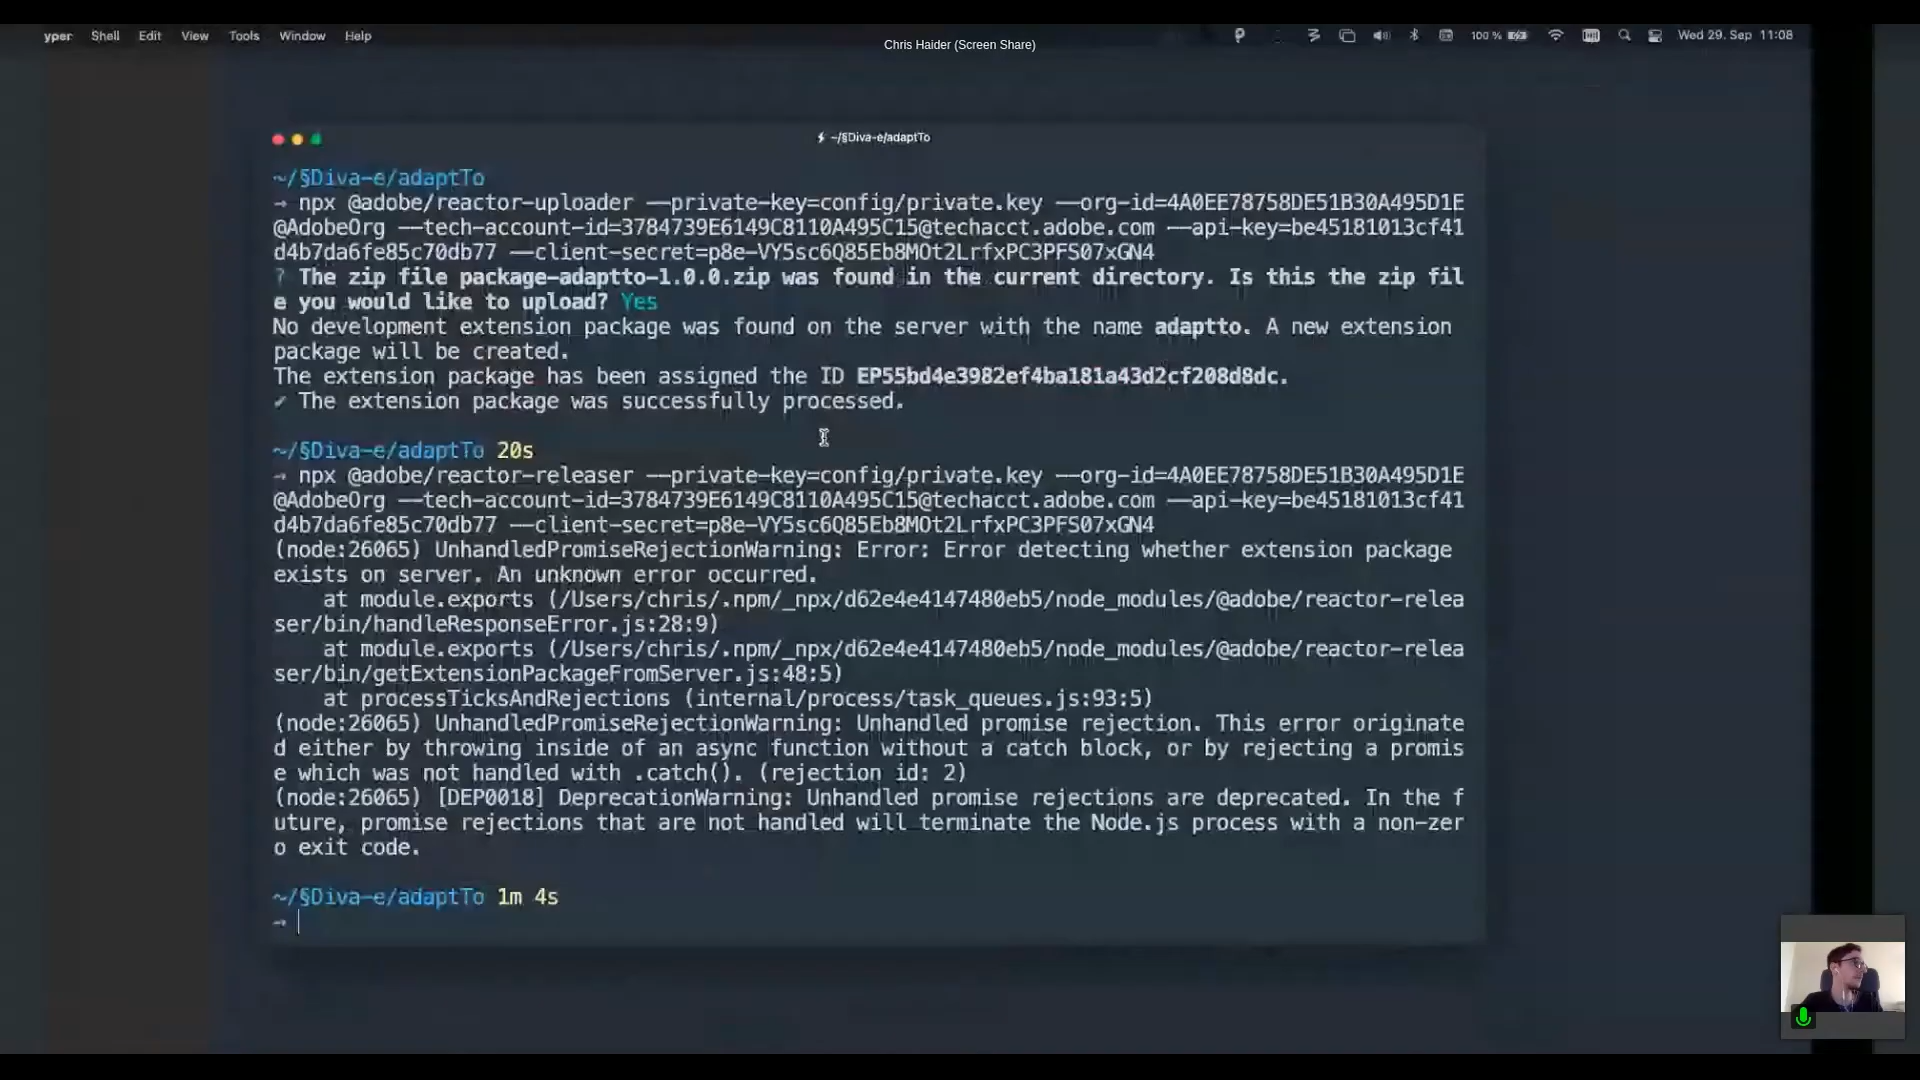 yper Shell Edit View Tools Window Help
Chris Haider (Screen Share)
100 % Wed 29. Sep 11:08
~/§Diva-e/adaptTo
~/§Diva-e/adaptTo
→ npx @adobe/reactor-uploader --private-key=config/private.key --org-id=4A0EE78758DE51B30A495D1E
@AdobeOrg --tech-account-id=3784739E6149C8110A495C15@techacct.adobe.com --api-key=be45181013cf41
d4b7da6fe85c70db77 --client-secret=p8e-VY5sc6Q85Eb8MOt2LrfxPC3PFS07xGN4
? The zip file package-adaptto-1.0.0.zip was found in the current directory. Is this the zip fil
e you would like to upload? Yes
No development extension package was found on the server with the name adaptto. A new extension
package will be created.
The extension package has been assigned the ID EP55bd4e3982ef4ba181a43d2cf208d8dc.
✔ The extension package was successfully processed.
~/§Diva-e/adaptTo 20s
→ npx @adobe/reactor-releaser --private-key=config/private.key --org-id=4A0EE78758DE51B30A495D1E
@AdobeOrg --tech-account-id=3784739E6149C8110A495C15@techacct.adobe.com --api-key=be45181013cf41
d4b7da6fe85c70db77 --client-secret=p8e-VY5sc6Q85Eb8MOt2LrfxPC3PFS07xGN4
(node:26065) UnhandledPromiseRejectionWarning: Error: Error detecting whether extension package
exists on server. An unknown error occurred.
at module.exports (/Users/chris/.npm/_npx/d62e4e4147480eb5/node_modules/@adobe/reactor-relea
ser/bin/handleResponseError.js:28:9)
at module.exports (/Users/chris/.npm/_npx/d62e4e4147480eb5/node_modules/@adobe/reactor-relea
ser/bin/getExtensionPackageFromServer.js:48:5)
at processTicksAndRejections (internal/process/task_queues.js:93:5)
(node:26065) UnhandledPromiseRejectionWarning: Unhandled promise rejection. This error originate
d either by throwing inside of an async function without a catch block, or by rejecting a promis
e which was not handled with .catch(). (rejection id: 2)
(node:26065) [DEP0018] DeprecationWarning: Unhandled promise rejections are deprecated. In the f
uture, promise rejections that are not handled will terminate the Node.js process with a non-zer
o exit code.
~/§Diva-e/adaptTo 1m 4s
→